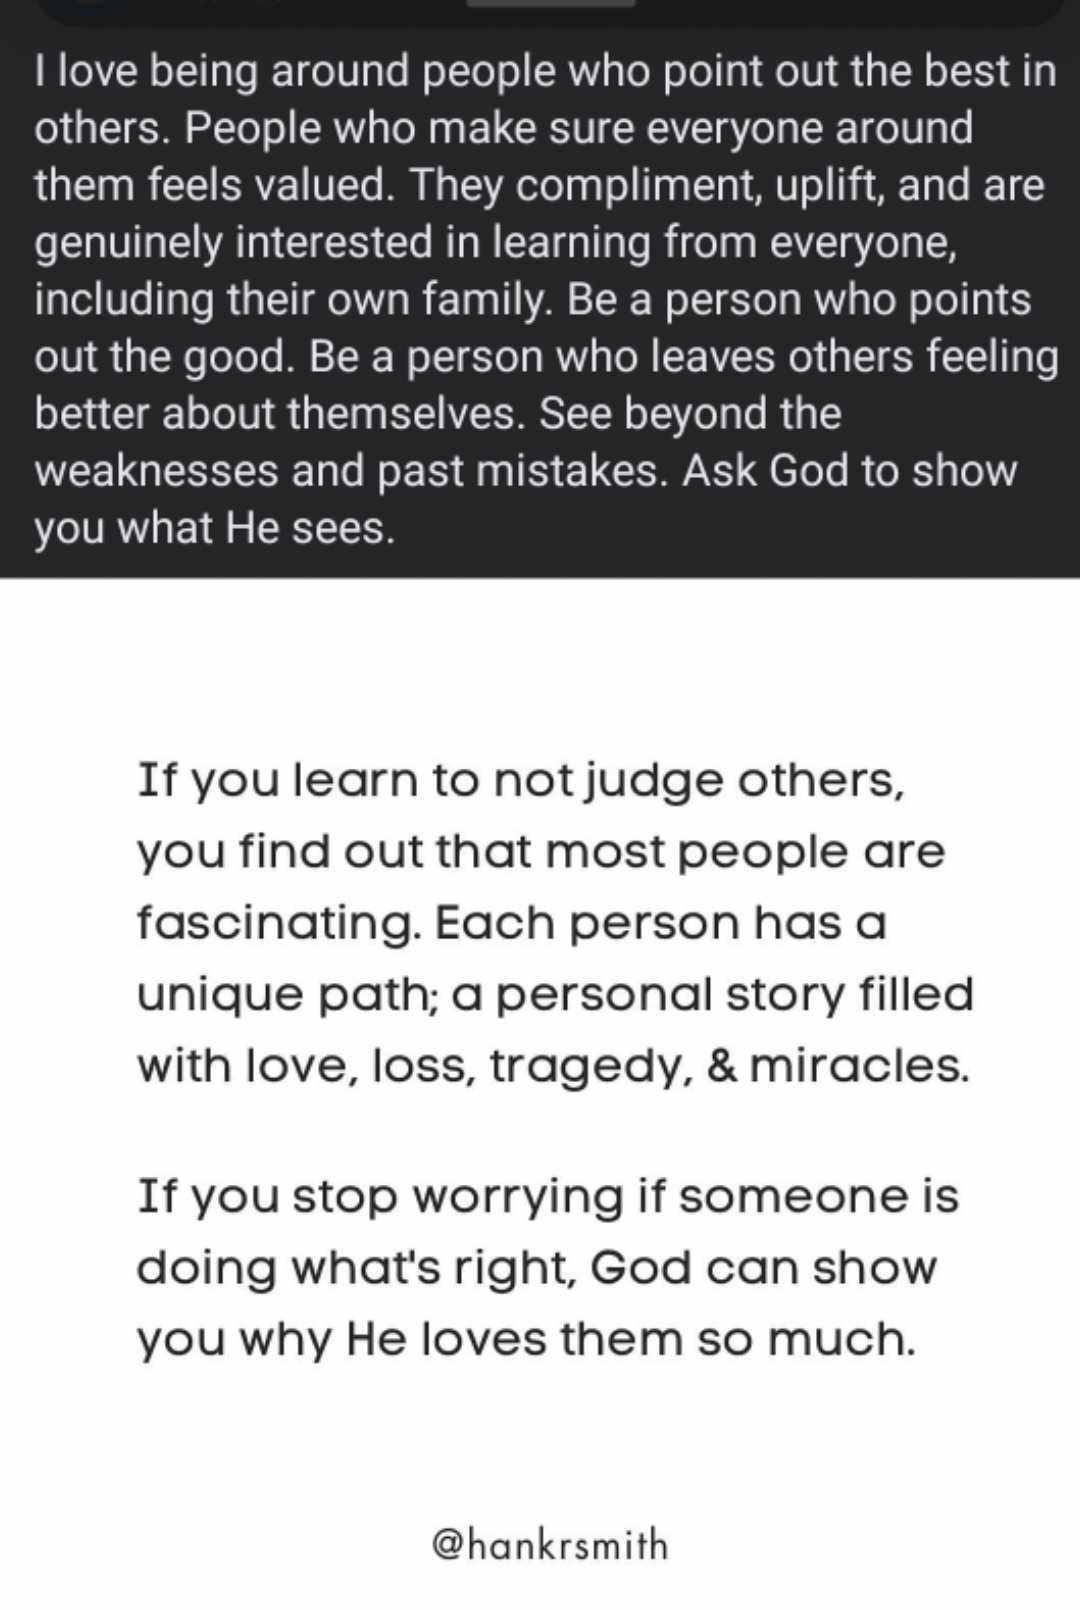 I love being around people who point out the best in
others. People who make sure everyone around
them feels valued. They compliment, uplift, and are
genuinely interested in learning from everyone,
including their own family. Be a person who points
out the good. Be a person who leaves others feeling
better about themselves. See beyond the
weaknesses and past mistakes. Ask God to show
you what He sees.
If you learn to not judge others,
you find out that most people are
fascinating. Each person has a
unique path; a personal story filled
with love, loss, tragedy, & miracles.
If you stop worrying if someone is
doing what's right, God can show
you why He loves them so much.
@hankrsmith